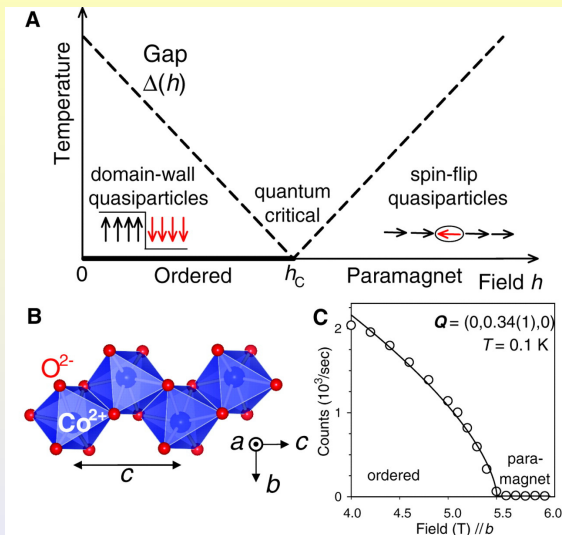 A
Gap
Δ(h)
Temperature
domain-wall
quasiparticles
quantum
critical
spin-flip
quasiparticles
0
Ordered
hC
Paramagnet
Field h
B
O2-
Co2+
a
c
b
c
C
Q = (0,0.34(1),0)
T = 0.1 K
Counts (103/sec)
2
1
0
ordered
para-
magnet
4.0 4.5 5.0 5.5 6.0
Field (T) //b